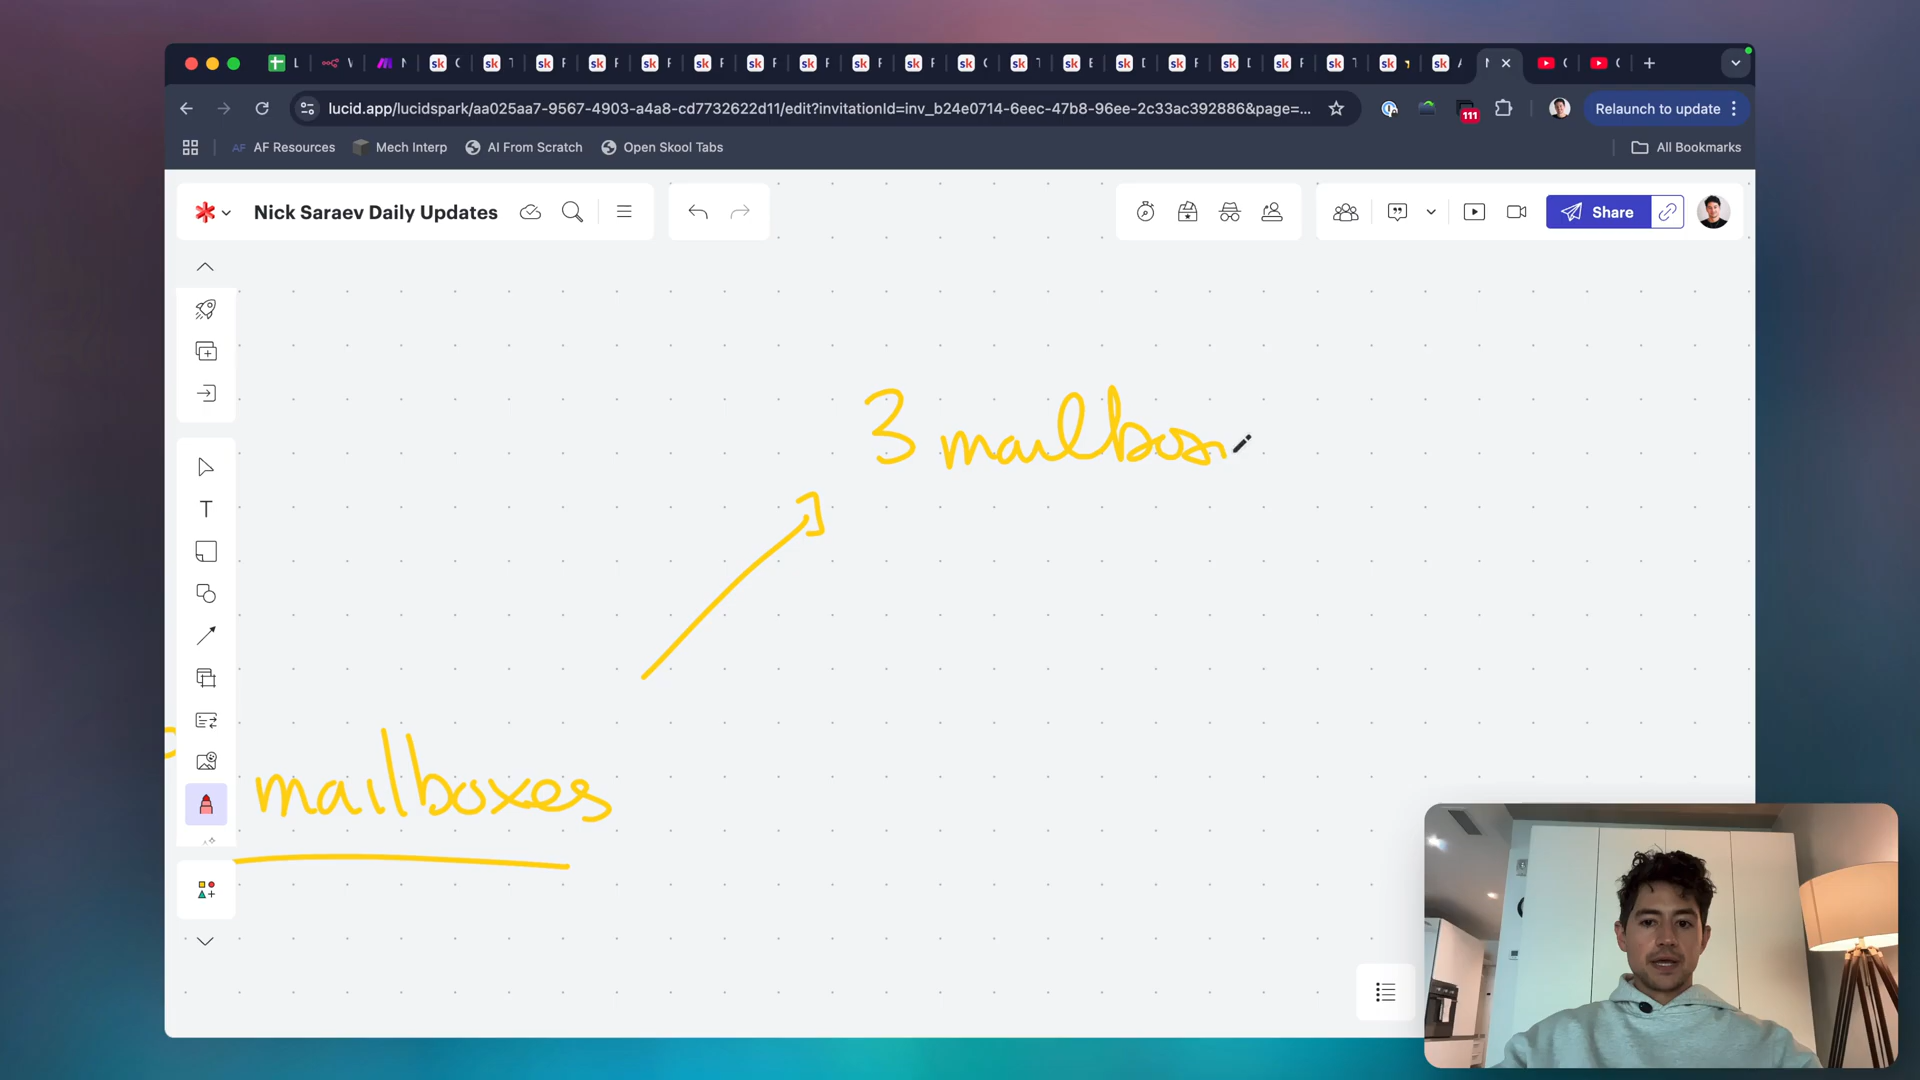 lucid.app/lucidspark/aa025aa7-9567-4903-a4a8-cd7732622d11/edit?invitationId=inv_b24e0714-6eec-47b8-96ee-2c33ac392886&page=...
111
Relaunch to update
AF AF Resources
Mech Interp
AI From Scratch
Open Skool Tabs
All Bookmarks
Nick Saraev Daily Updates
Share
3 mailbox
mailboxes